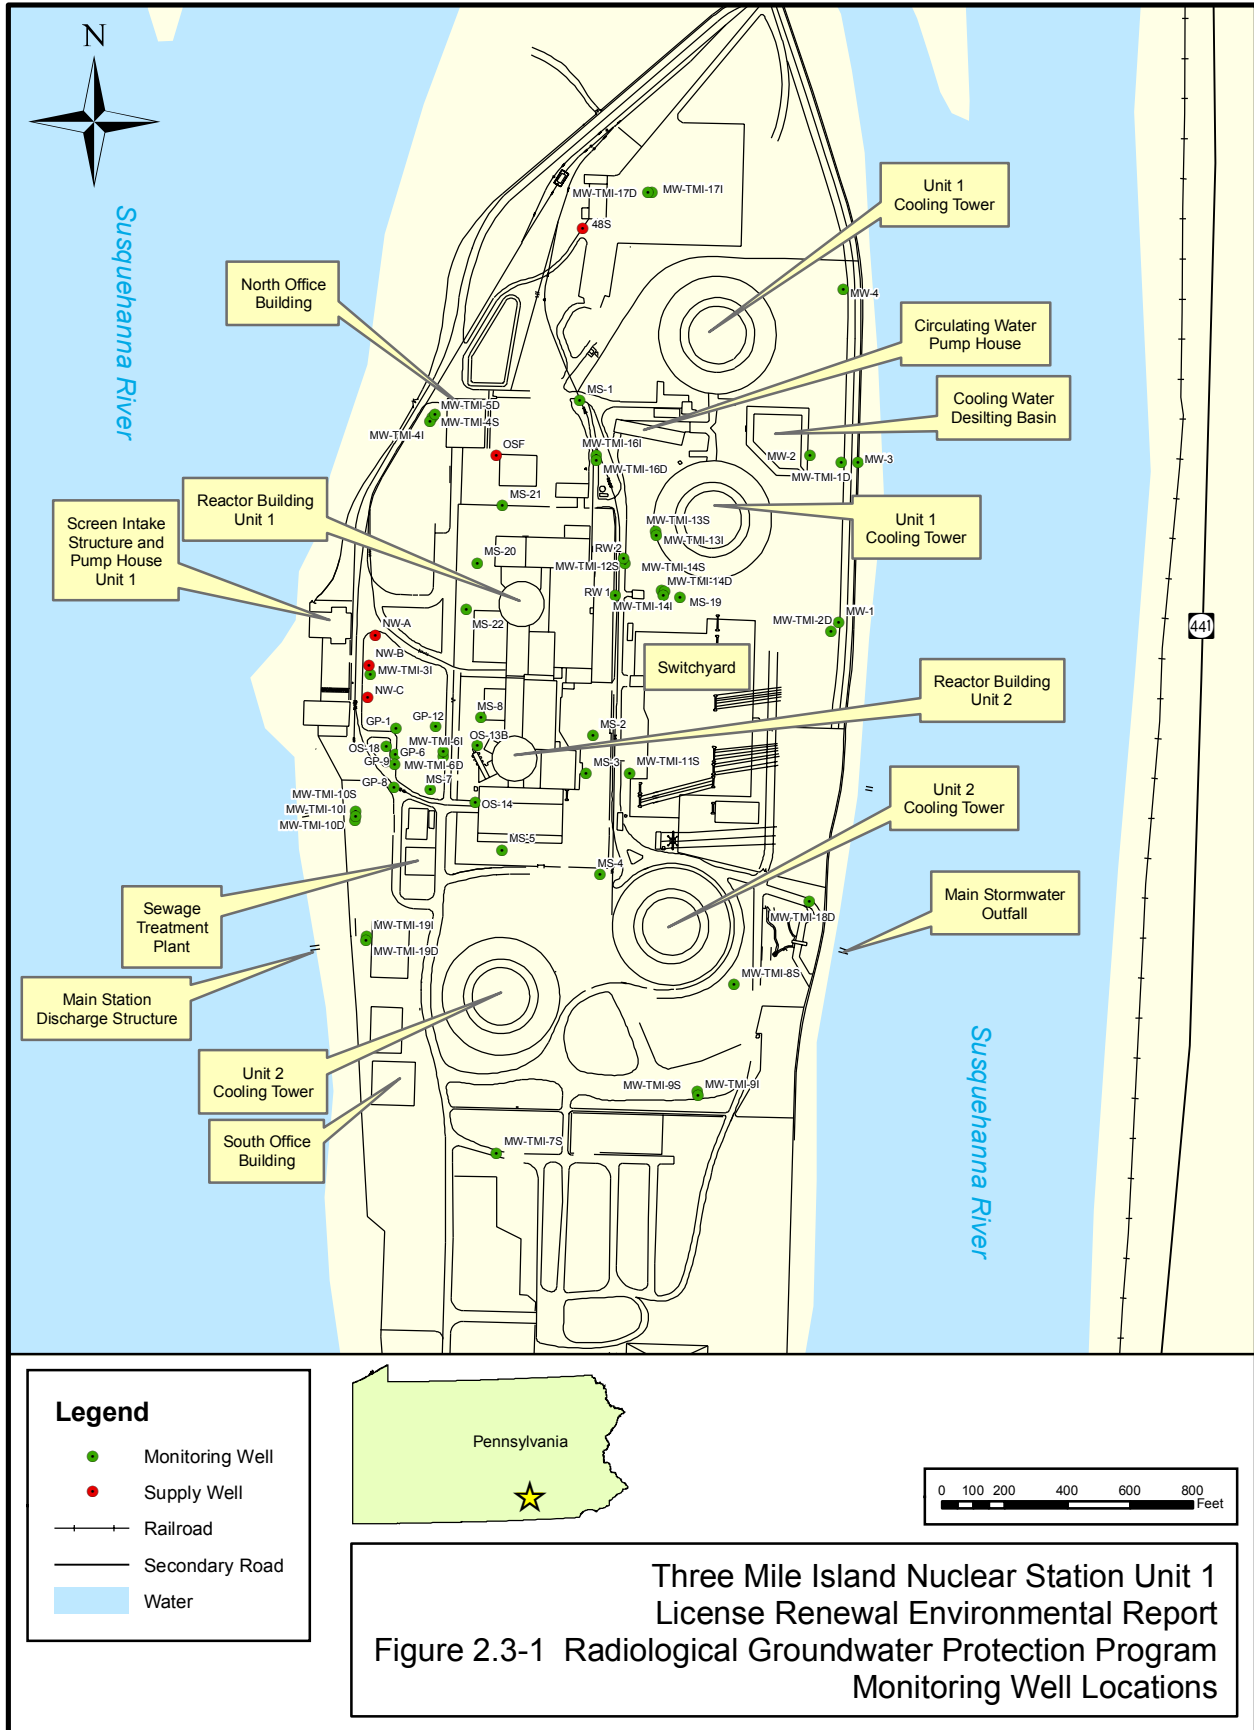 N
Susquehanna River
MW-TMI-17D
MW-TMI-17I
48S
Unit 1
Cooling Tower
North Office
Building
MW-4
Circulating Water
Pump House
Cooling Water
Desilting Basin
MS-1
MW-TMI-5D
MW-TMI-4S
MW-TMI-4I
OSF
MW-TMI-16I
MW-TMI-16D
MW-2
MW-TMI-1D
MW-3
Reactor Building
Unit 1
MS-21
Screen Intake
Structure and
Pump House
Unit 1
Unit 1
Cooling Tower
MW-TMI-13S
MW-TMI-13I
MS-20
RW 2
MW-TMI-12S
MW-TMI-14S
MW-TMI-14D
RW 1
MW-TMI-14I
MS-19
MS-22
MW-1
MW-TMI-2D
441
NW-A
NW-B
MW-TMI-3I
NW-C
Switchyard
Reactor Building
Unit 2
MS-8
GP-1
GP-12
OS-13B
MS-2
OS-18
MW-TMI-6I
GP-6
GP-9
MW-TMI-6D
MS-3
MW-TMI-11S
GP-8
MS-7
MW-TMI-10S
MW-TMI-10I
MW-TMI-10D
OS-14
Unit 2
Cooling Tower
MS-5
MS-4
Sewage
Treatment
Plant
MW-TMI-18D
Main Stormwater
Outfall
MW-TMI-19I
MW-TMI-19D
MW-TMI-8S
Main Station
Discharge Structure
Susquehanna River
Unit 2
Cooling Tower
MW-TMI-9S
MW-TMI-9I
South Office
Building
MW-TMI-7S
Legend
Monitoring Well
Supply Well
Railroad
Secondary Road
Water
Pennsylvania
0 100 200 400 600 800
Feet
Three Mile Island Nuclear Station Unit 1
License Renewal Environmental Report
Figure 2.3-1 Radiological Groundwater Protection Program
Monitoring Well Locations